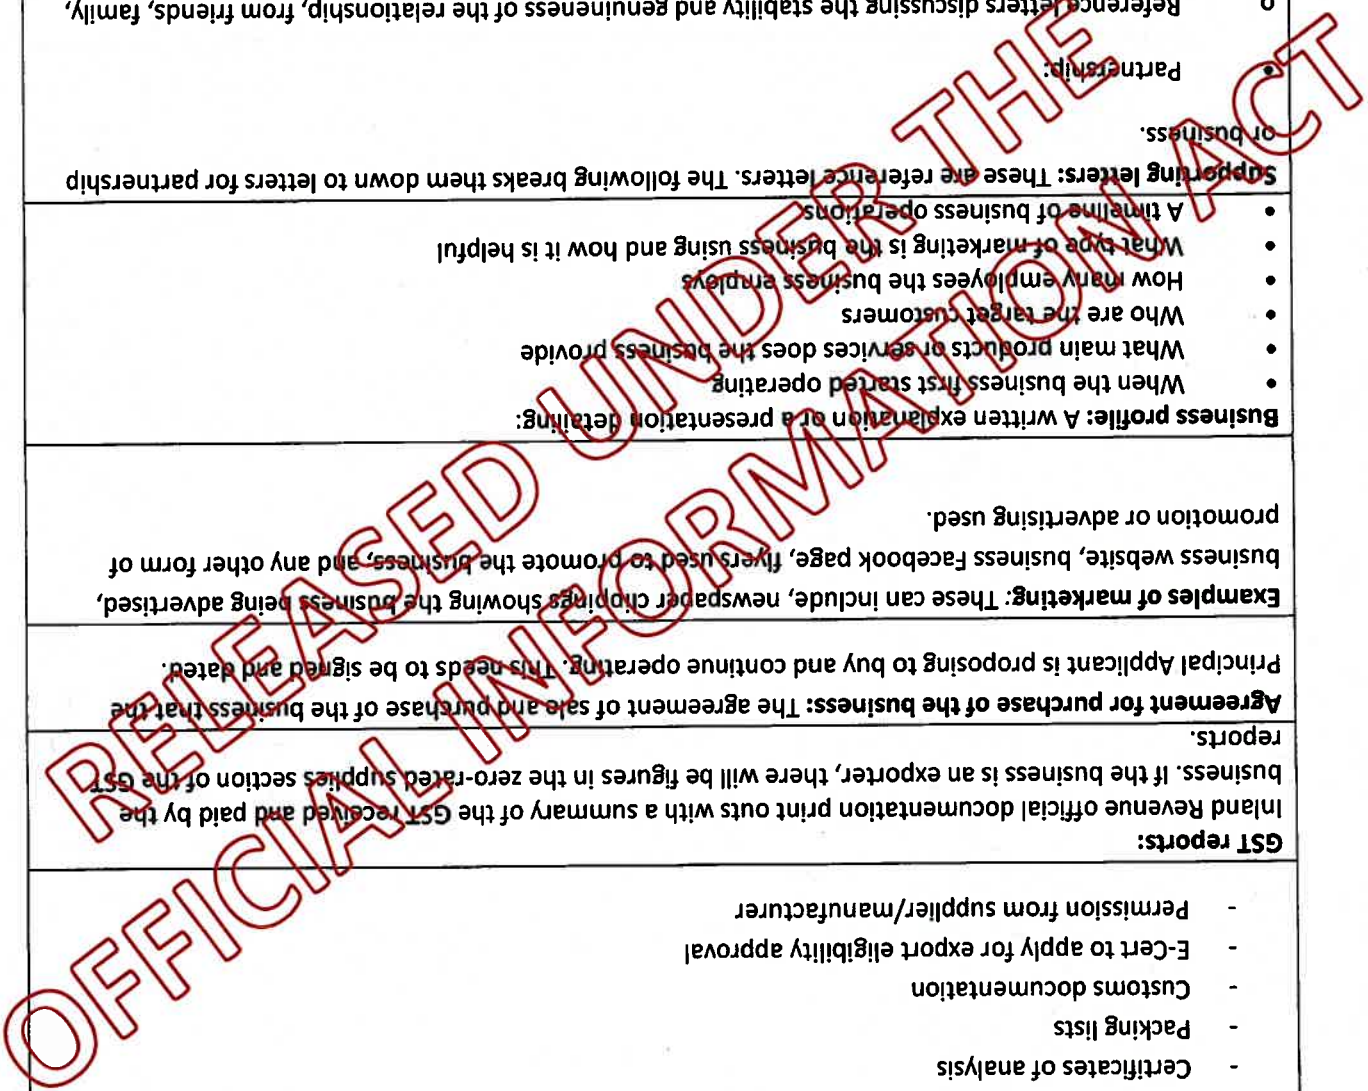 - Certificates of analysis
- Packing lists
- Customs documentation
- E-Cert to apply for export eligibility approval
- Permission from supplier/manufacturer
GST reports:
Inland Revenue official documentation print outs with a summary of the GST received and paid by the
business. If the business is an exporter, there will be figures in the zero-rated supplies section of the GST
reports.
Agreement for purchase of the business: The agreement of sale and purchase of the business that the
Principal Applicant is proposing to buy and continue operating. This needs to be signed and dated.
Examples of marketing: These can include, newspaper clippings showing the business being advertised,
business website, business Facebook page, flyers used to promote the business, and any other form of
promotion or advertising used.
Business profile: A written explanation or a presentation detailing:
• When the business first started operating
• What main products or services does the business provide
• Who are the target customers
• How many employees the business employs
• What type of marketing is the business using and how it is helpful
• A timeline of business operations
Supporting letters: These are reference letters. The following breaks them down to letters for partnership
or business.
• Partnership:
o Reference letters discussing the stability and genuineness of the relationship, from friends, family,
RELEASED UNDER THE
OFFICIAL INFORMATION ACT